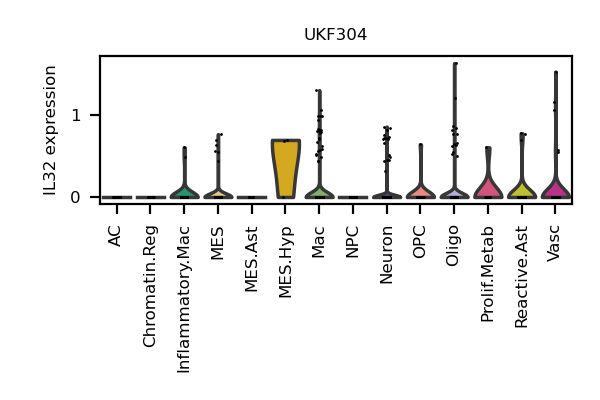 UKF304
IL32 expression
1
0
AC
Chromatin.Reg
Inflammatory.Mac
MES
MES.Ast
MES.Hyp
Mac
NPC
Neuron
OPC
Oligo
Prolif.Metab
Reactive.Ast
Vasc